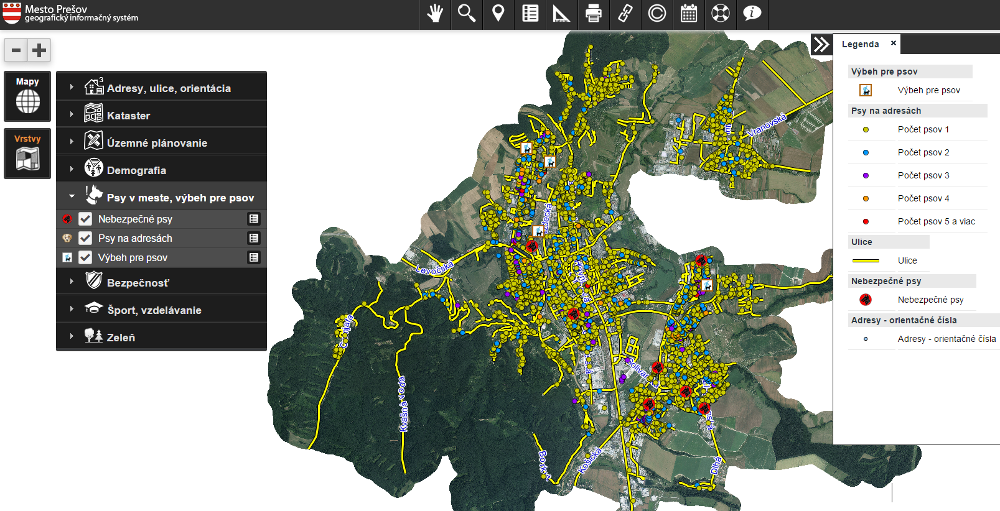 Mesto Prešov
geografický informačný systém
Mapy
Vrstvy
3
Adresy, ulice, orientácia
Kataster
Územné plánovanie
Demografia
Psy v meste, výbeh pre psov
Nebezpečné psy
Psy na adresách
Výbeh pre psov
Bezpečnosť
Šport, vzdelávanie
Zeleň
Vranovská
Levočská
Kvašná voda
Košická
Dlhá
Legenda
Výbeh pre psov
Výbeh pre psov
Psy na adresách
Počet psov 1
Počet psov 2
Počet psov 3
Počet psov 4
Počet psov 5 a viac
Ulice
Ulice
Nebezpečné psy
Nebezpečné psy
Adresy - orientačné čísla
Adresy - orientačné čísla